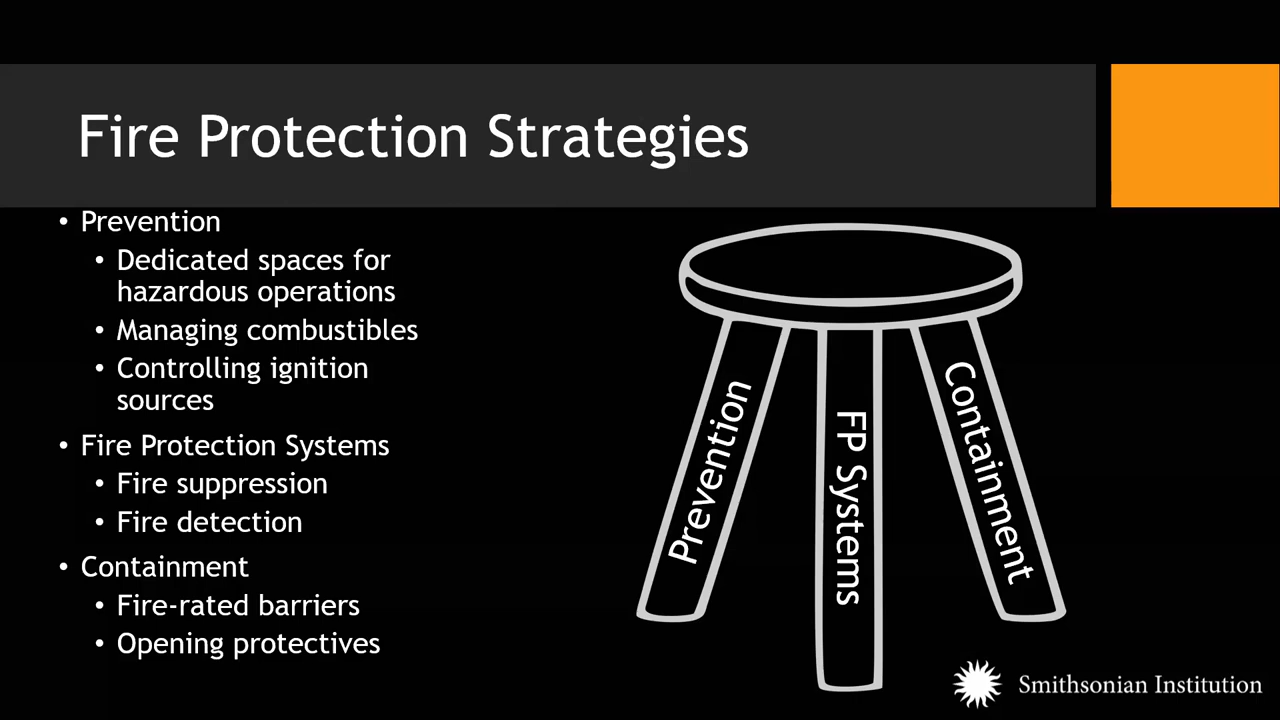 Fire Protection Strategies
• Prevention
• Dedicated spaces for
hazardous operations
• Managing combustibles
• Controlling ignition
sources
• Fire Protection Systems
• Fire suppression
• Fire detection
• Containment
• Fire-rated barriers
• Opening protectives
Prevention
FP Systems
Containment
Smithsonian Institution